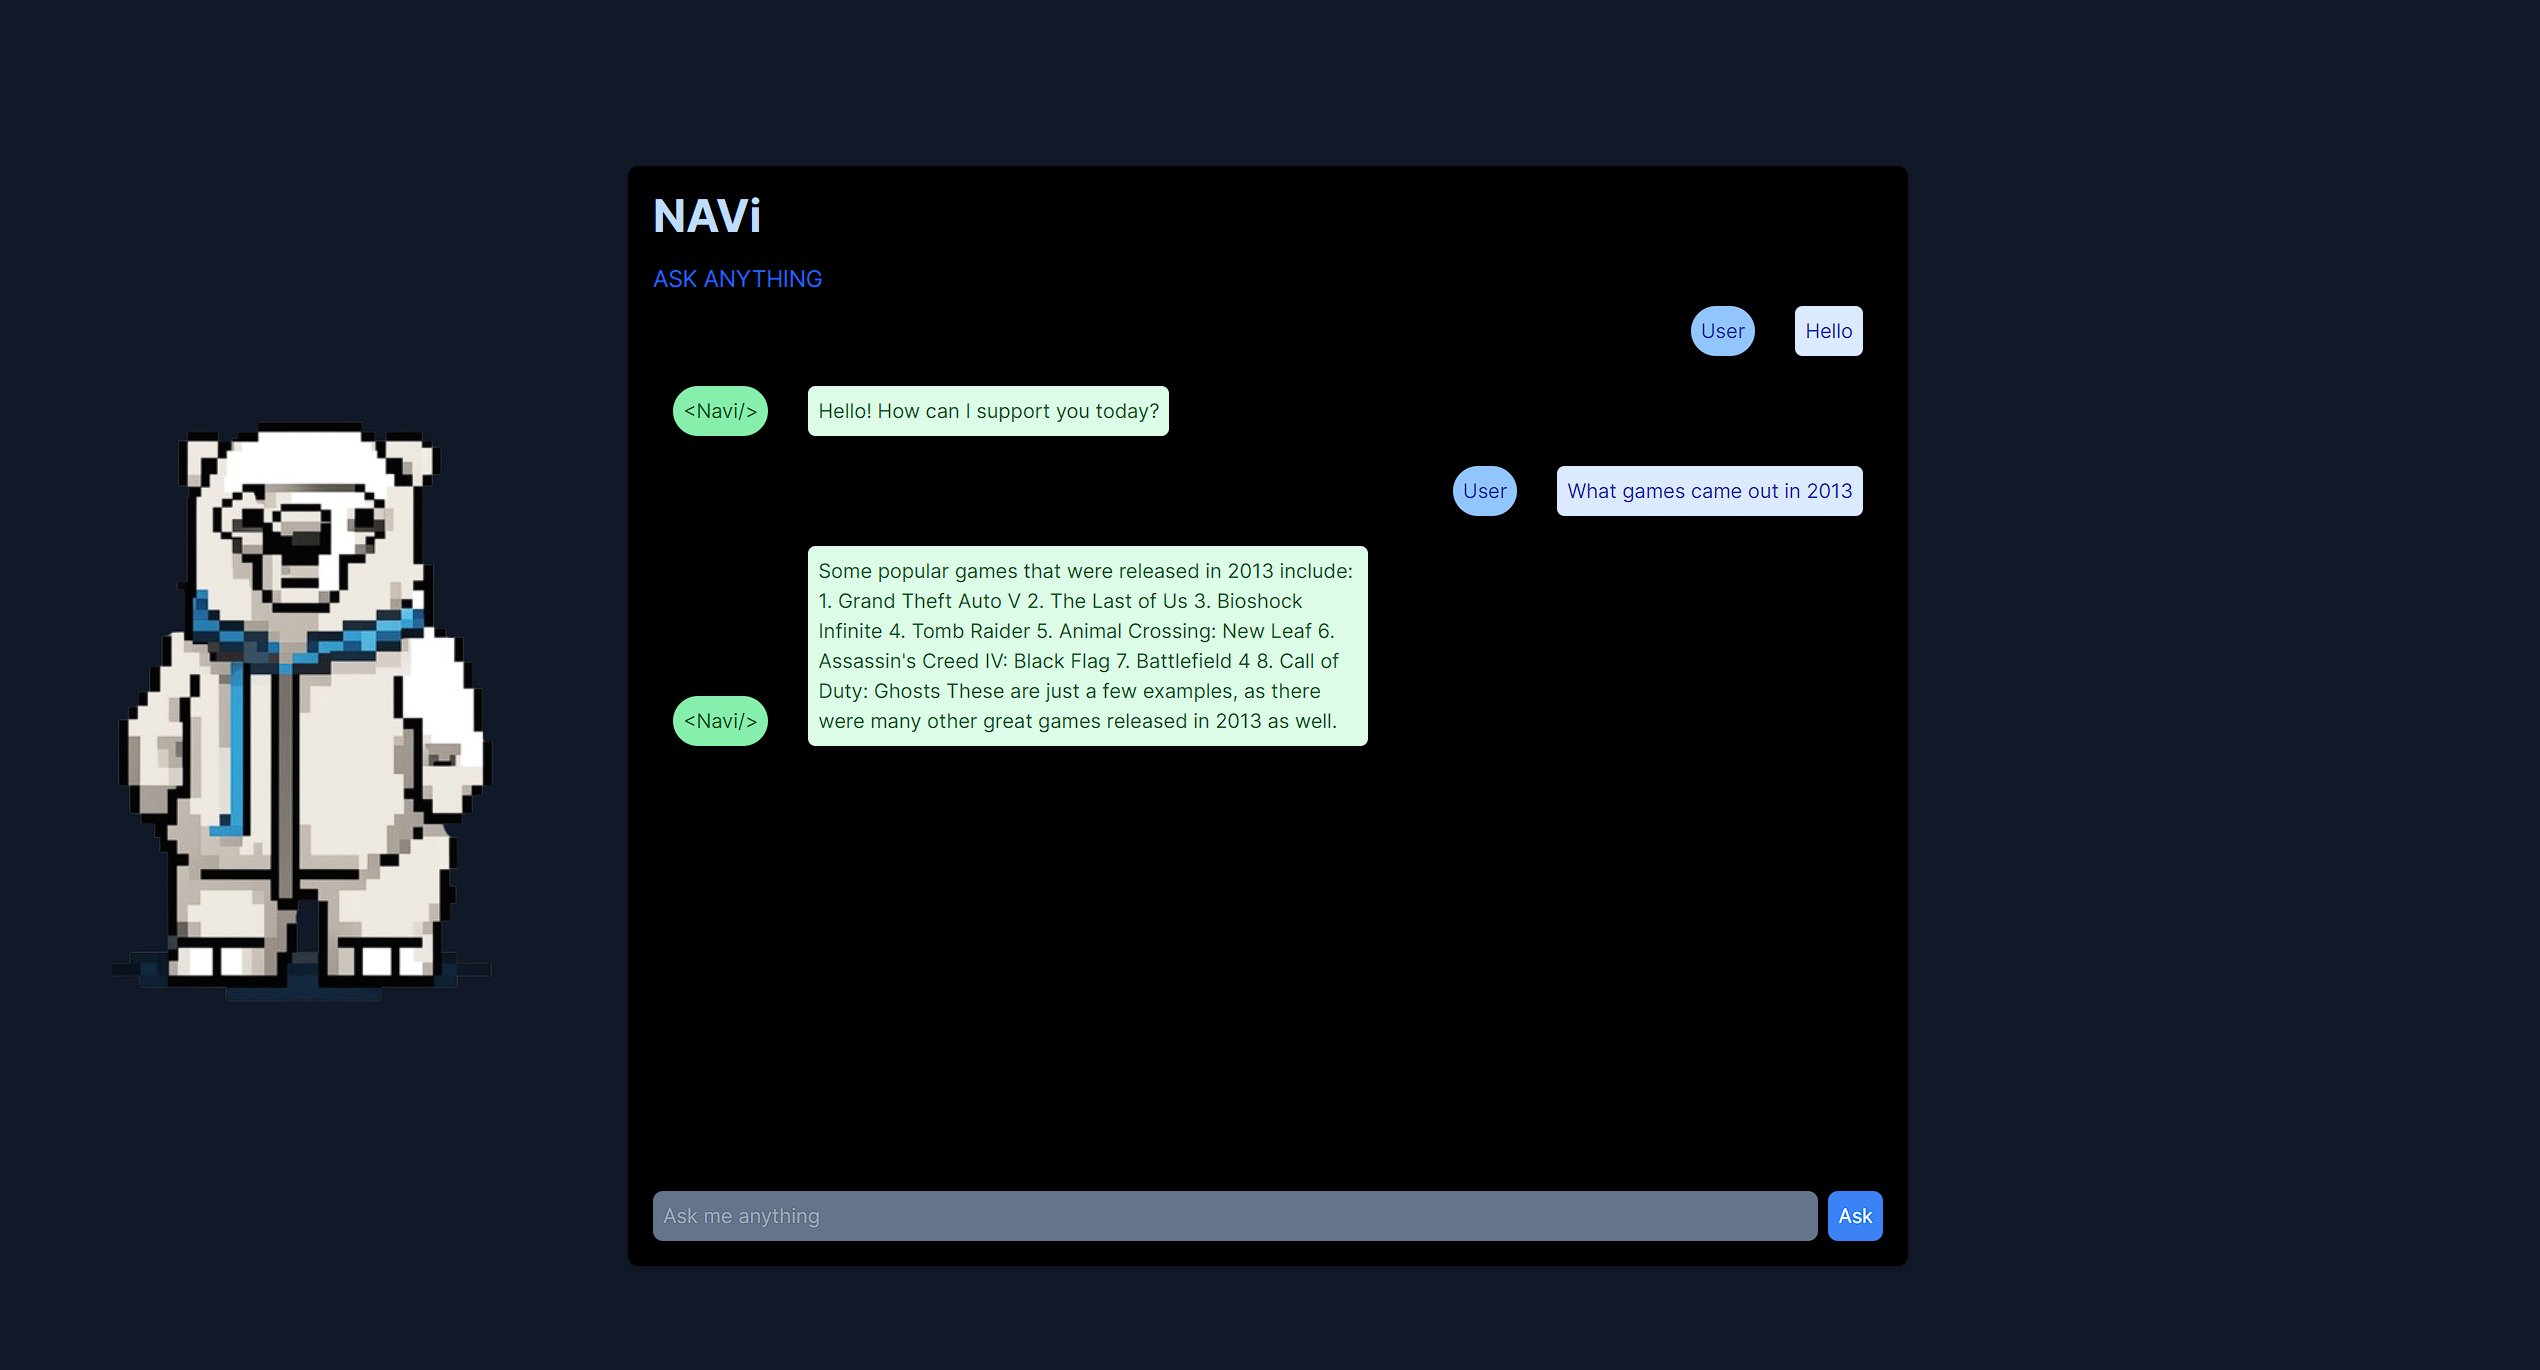 NAVi
ASK ANYTHING
User
Hello
<Navi/>
Hello! How can I support you today?
User
What games came out in 2013
<Navi/>
Some popular games that were released in 2013 include:
1. Grand Theft Auto V 2. The Last of Us 3. Bioshock
Infinite 4. Tomb Raider 5. Animal Crossing: New Leaf 6.
Assassin's Creed IV: Black Flag 7. Battlefield 4 8. Call of
Duty: Ghosts These are just a few examples, as there
were many other great games released in 2013 as well.
Ask me anything
Ask